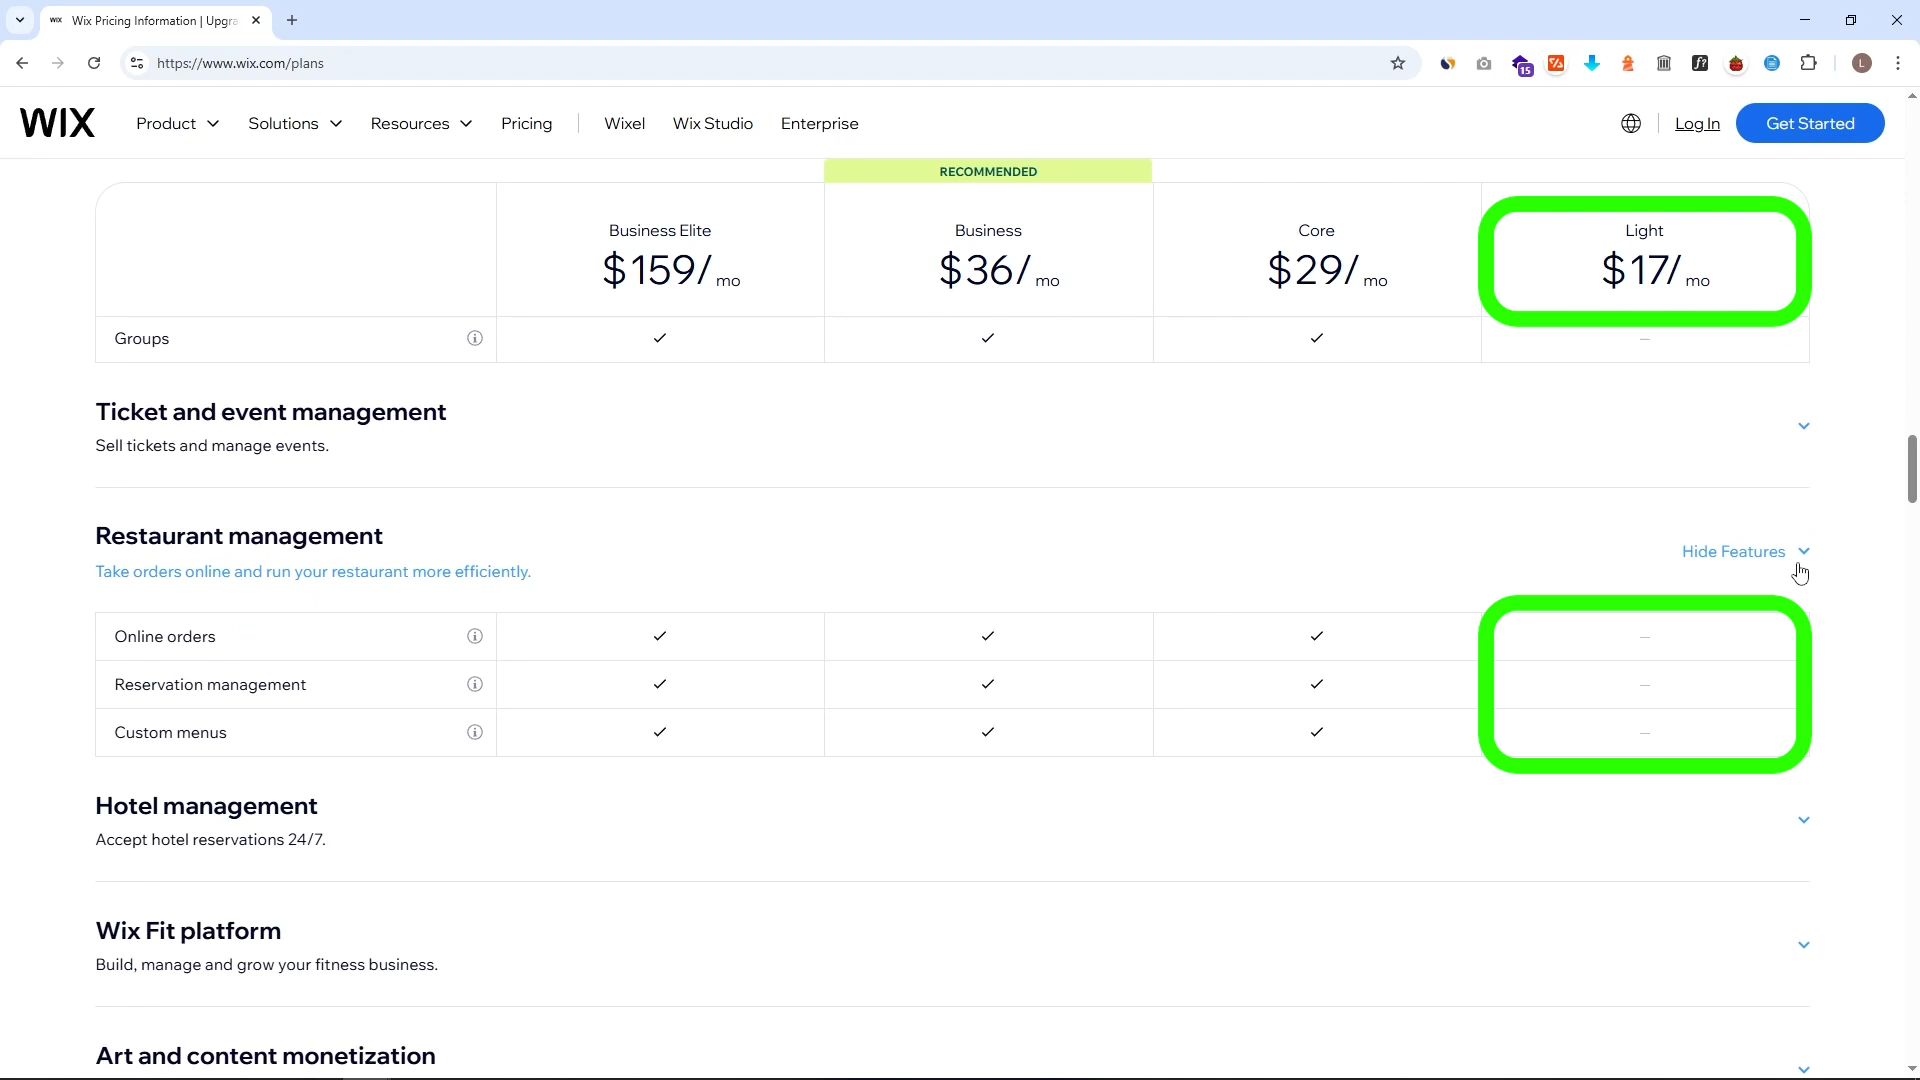 WIX Wix Pricing Information | Upgra
https://www.wix.com/plans
15
f?
L
WIX
Product
Solutions
Resources
Pricing
Wixel
Wix Studio
Enterprise
Log In
Get Started
RECOMMENDED
Business Elite
$159/ mo
Business
$36/ mo
Core
$29/ mo
Light
$17/ mo
Groups
Ticket and event management
Sell tickets and manage events.
Restaurant management
Take orders online and run your restaurant more efficiently.
Hide Features
Online orders
Reservation management
Custom menus
Hotel management
Accept hotel reservations 24/7.
Wix Fit platform
Build, manage and grow your fitness business.
Art and content monetization